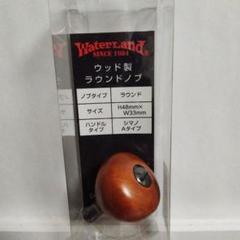 WaterLand
SINCE 1984
ウッド製
ラウンドノブ
ノブタイプ ラウンド
サイズ H48mm×W33mm
ハンドルタイプ シマノAタイプ